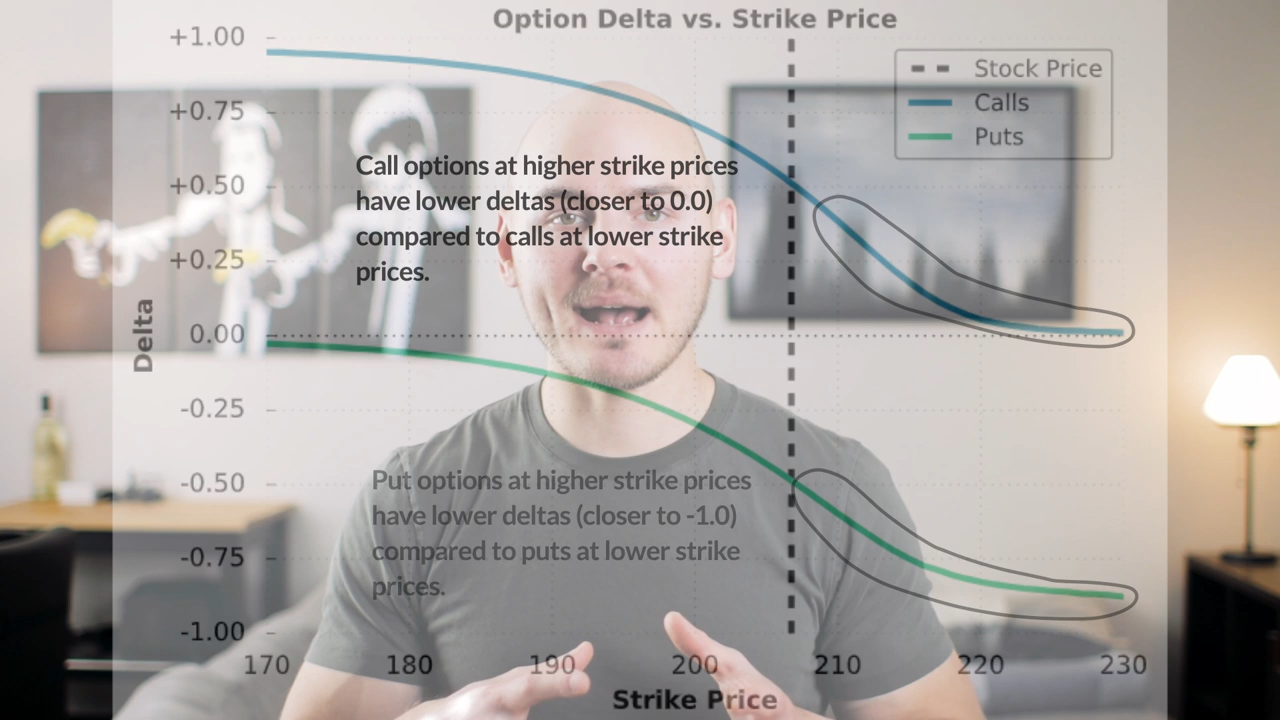 Option Delta vs. Strike Price
+1.00
+0.75
+0.50
+0.25
0.00
-0.25
-0.50
-0.75
-1.00
Delta
Stock Price
Calls
Puts
Call options at higher strike prices
have lower deltas (closer to 0.0)
compared to calls at lower strike
prices.
Put options at higher strike prices
have lower deltas (closer to -1.0)
compared to puts at lower strike
prices.
170 180 190 200 210 220 230
Strike Price